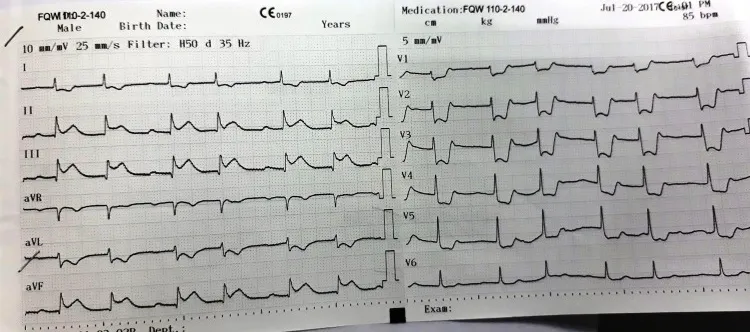 FQW 110-2-140 Name: CE0197
Male Birth Date: Years
10 mm/mV 25 mm/s Filter: H50 d 35 Hz
I
II
III
aVR
aVL
aVF
Dept.:
Medication: FQW 110-2-140 Jul-20-2017 PM
cm kg mmHg 85 bpm
5 mm/mV
V1
V2
V3
V4
V5
V6
Exam: